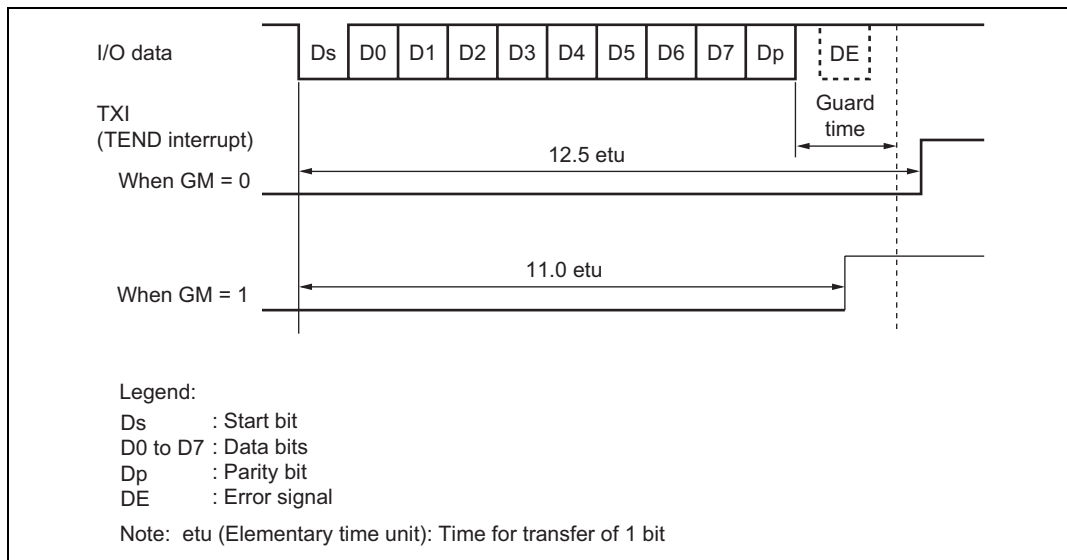 I/O data
Ds D0 D1 D2 D3 D4 D5 D6 D7 Dp DE
TXI
(TEND interrupt)
Guard
time
12.5 etu
When GM = 0
11.0 etu
When GM = 1
Legend:
Ds : Start bit
D0 to D7 : Data bits
Dp : Parity bit
DE : Error signal
Note: etu (Elementary time unit): Time for transfer of 1 bit